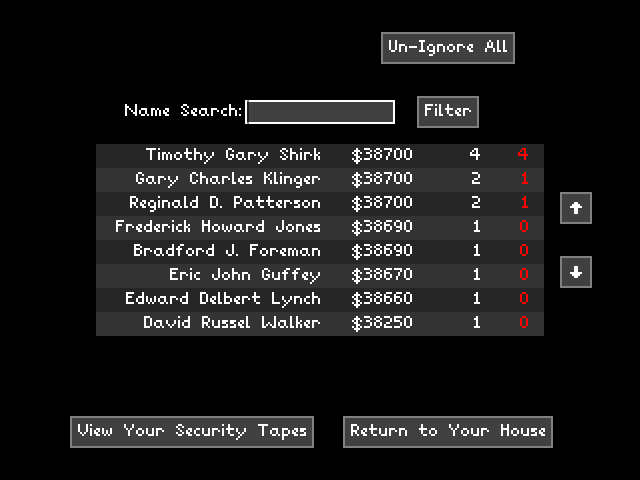 Un-Ignore All
Name Search: Filter
Timothy Gary Shirk $38700 4 4
Gary Charles Klinger $38700 2 1
Reginald D. Patterson $38700 2 1
Frederick Howard Jones $38690 1 0
Bradford J. Foreman $38690 1 0
Eric John Guffey $38670 1 0
Edward Delbert Lynch $38660 1 0
David Russel Walker $38250 1 0
View Your Security Tapes Return to Your House